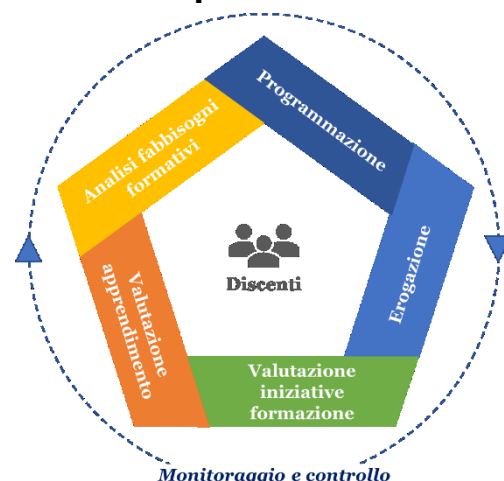 Analisi fabbisogni
formativi
Programmazione
Erogazione
Valutazione
iniziative
formazione
Valutazione
apprendimento
Discenti
Monitoraggio e controllo